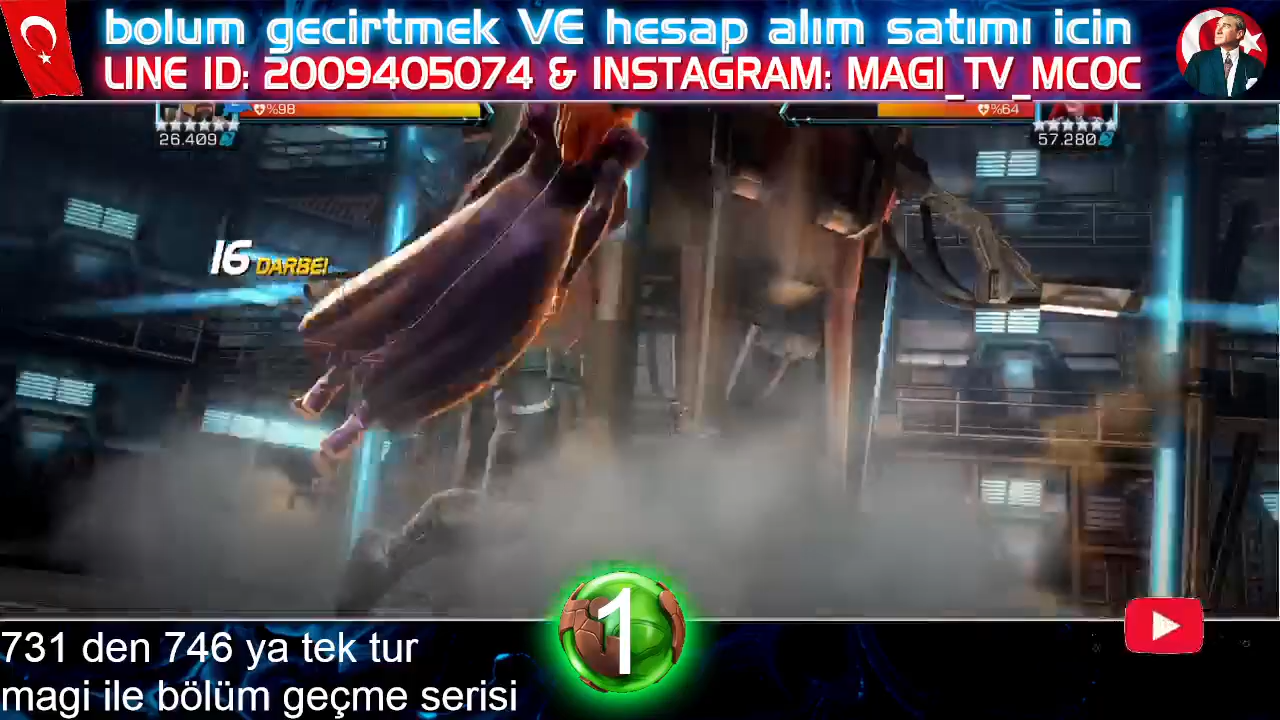 bolum gecirtmek VE hesap alım satımı icin
LINE ID: 2009405074 & INSTAGRAM: MAGI_TV_MCOC
%98
%64
26.409
57.280
16 DARBE!
1
731 den 746 ya tek tur
magi ile bölüm geçme serisi